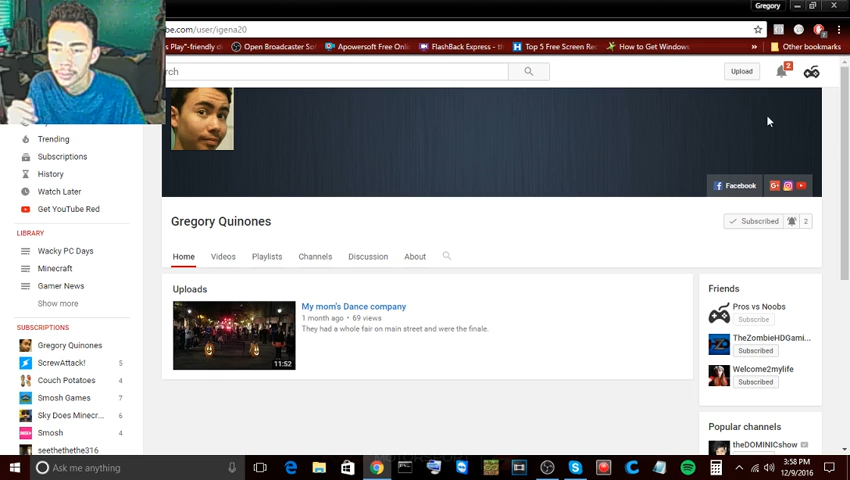 Gregory
be.com/user/igena20
s Play"-friendly d
Open Broadcaster So
Apowersoft Free Onl
FlashBack Express - t
Top 5 Free Screen Rec
How to Get Windows
Other bookmarks
rch
Upload
2
Trending
Subscriptions
History
Watch Later
Get YouTube Red
LIBRARY
Wacky PC Days
Minecraft
Gamer News
Show more
SUBSCRIPTIONS
Gregory Quinones
ScrewAttack! 5
Couch Potatoes 4
Smosh Games 7
Sky Does Minecr... 6
Smosh 4
seethethethe316
Facebook
Gregory Quinones
Subscribed 2
Home Videos Playlists Channels Discussion About
Uploads
My mom's Dance company
1 month ago • 69 views
They had a whole fair on main street and were the finale.
11:52
Friends
Pros vs Noobs
Subscribe
TheZombieHDGami...
Subscribed
Welcome2mylife
Subscribed
Popular channels
theDOMINICshow
Ask me anything
3:58 PM
12/9/2016